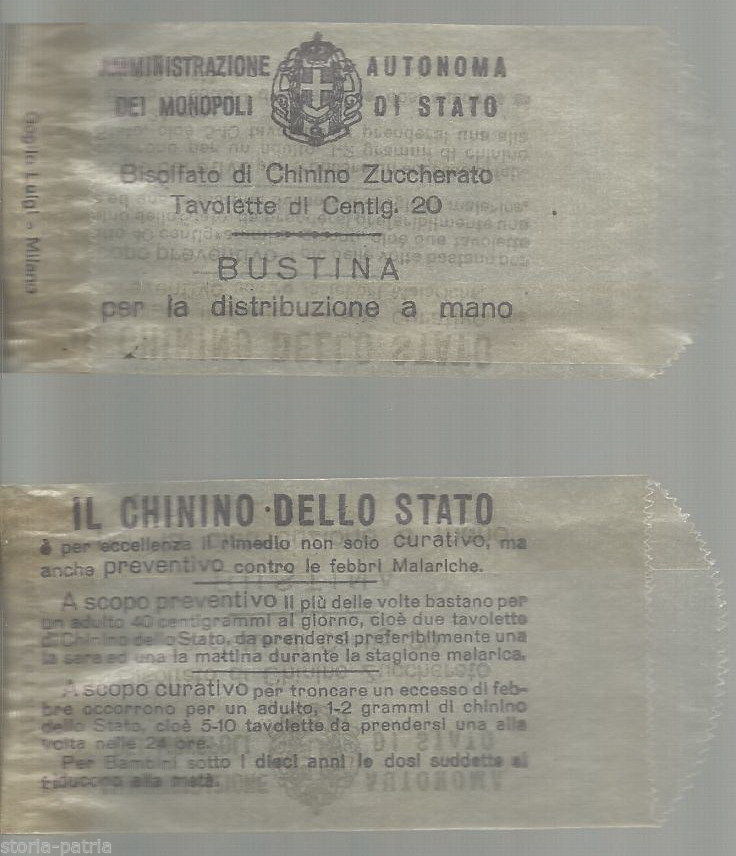 AMMINISTRAZIONE AUTONOMA
DEI MONOPOLI DI STATO
Bisolfato di Chinino Zuccherato
Tavolette di Centig. 20
BUSTINA
per la distribuzione a mano
Luigi - Milano
IL CHININO · DELLO STATO
è per eccellenza il rimedio non solo curativo, ma
anche preventivo contro le febbri Malariche.
A scopo preventivo il più delle volte bastano per
un adulto 40 centigrammi al giorno, cioè due tavolette
di Chinino dello Stato, da prendersi preferibilmente una
la sera ed una la mattina durante la stagione malarica.
A scopo curativo per troncare un eccesso di feb-
bre occorrono per un adulto, 1-2 grammi di chinino
dello Stato, cioè 5-10 tavolette da prendersi una alla
volta nelle 24 ore.
Per Bambini sotto i dieci anni le dosi suddette si
riducono alla metà.
storia-patria